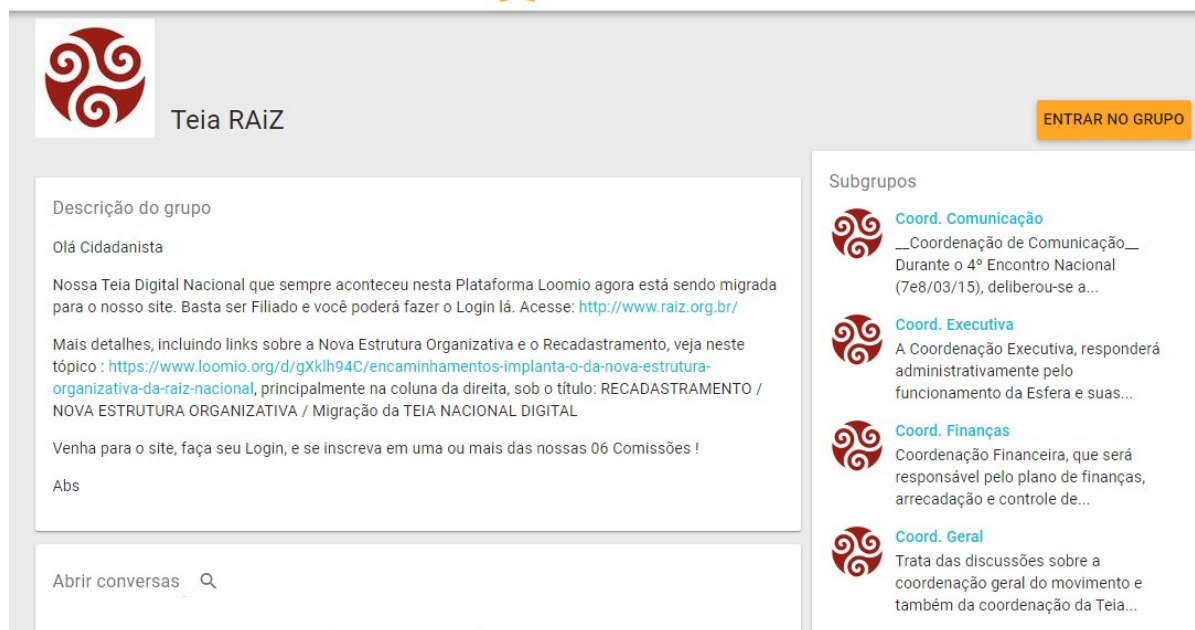 Teia RAiZ
ENTRAR NO GRUPO
Descrição do grupo
Olá Cidadanista
Nossa Teia Digital Nacional que sempre aconteceu nesta Plataforma Loomio agora está sendo migrada
para o nosso site. Basta ser Filiado e você poderá fazer o Login lá. Acesse: http://www.raiz.org.br/
Mais detalhes, incluindo links sobre a Nova Estrutura Organizativa e o Recadastramento, veja neste
tópico : https://www.loomio.org/d/gXklh94C/encaminhamentos-implanta-o-da-nova-estrutura-
organizativa-da-raiz-nacional, principalmente na coluna da direita, sob o título: RECADASTRAMENTO /
NOVA ESTRUTURA ORGANIZATIVA / Migração da TEIA NACIONAL DIGITAL
Venha para o site, faça seu Login, e se inscreva em uma ou mais das nossas 06 Comissões !
Abs
Abrir conversas
Subgrupos
Coord. Comunicação
__Coordenação de Comunicação__
Durante o 4º Encontro Nacional
(7e8/03/15), deliberou-se a...
Coord. Executiva
A Coordenação Executiva, responderá
administrativamente pelo
funcionamento da Esfera e suas...
Coord. Finanças
Coordenação Financeira, que será
responsável pelo plano de finanças,
arrecadação e controle de...
Coord. Geral
Trata das discussões sobre a
coordenação geral do movimento e
também da coordenação da Teia...